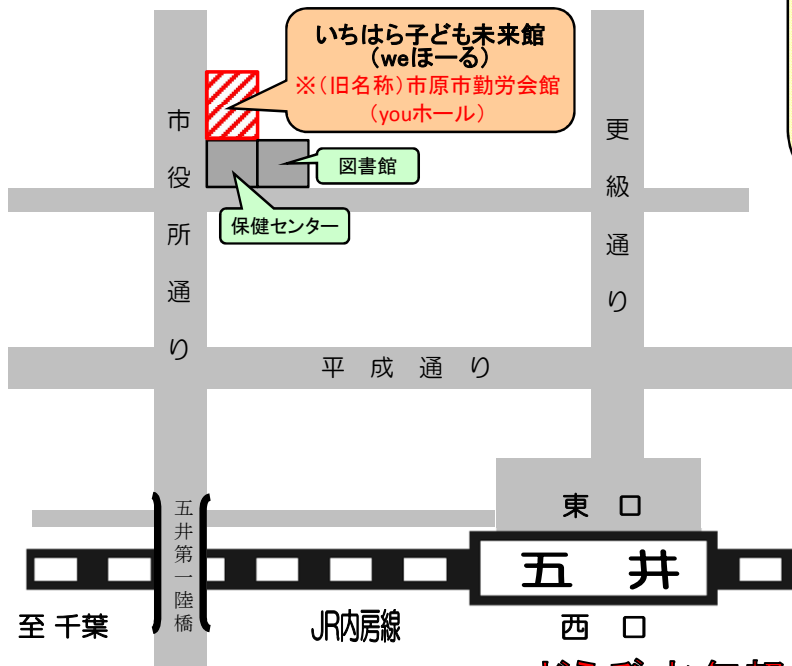 いちはら子ども未来館
(weほーる)
※(旧名称)市原市勤労会館
(youホール)
市役所通り
更級通り
図書館
保健センター
平成通り
五井第一陸橋
東口
五井
至千葉
JR内房線
西口